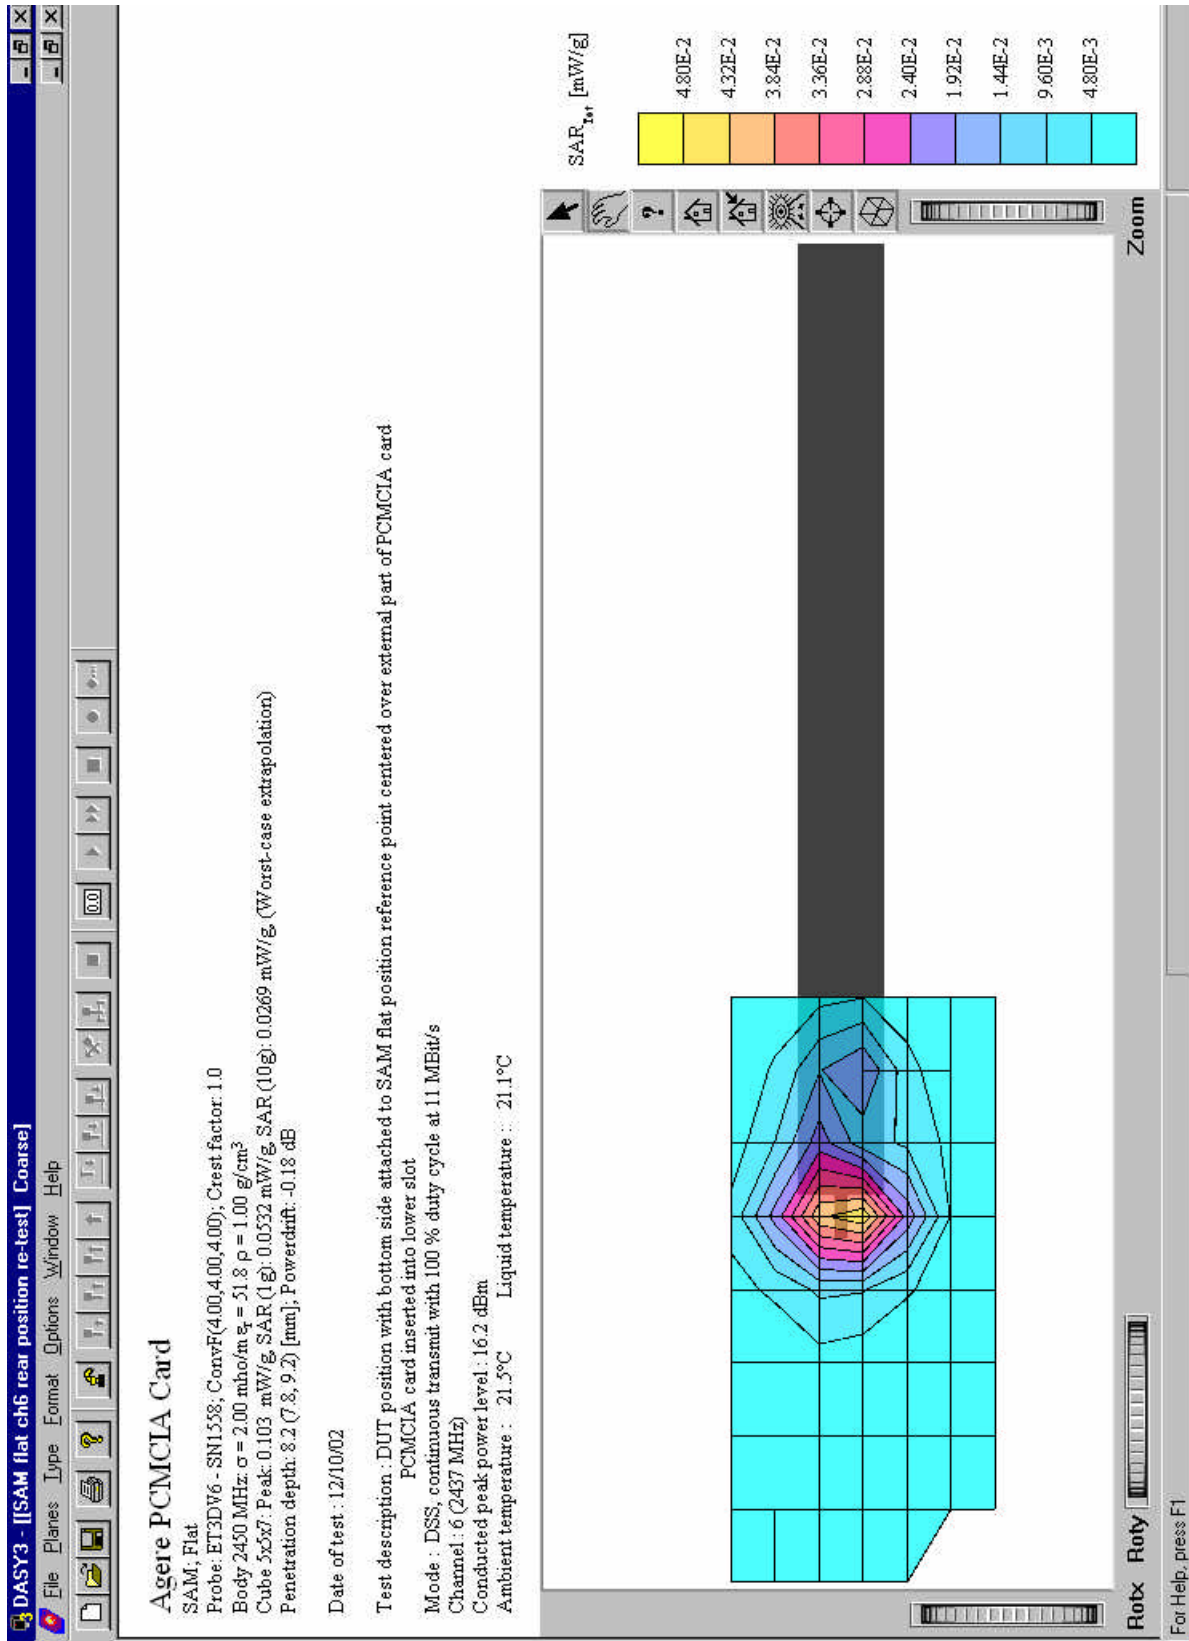 DASY3 - [[SAM flat ch6 rear position re-test] Coarse]
File Planes Type Format Options Window Help
0.0
Agere PCMCIA Card
SAM; Flat
Probe: ET3DV6 - SN1558; ConvF(4.00,4.00,4.00); Crest factor: 1.0
Body 2450 MHz: σ = 2.00 mho/m εr = 51.8 ρ = 1.00 g/cm³
Cube 5x5x7: Peak: 0.103 mW/g, SAR (1g): 0.0532 mW/g, SAR (10g): 0.0269 mW/g, (Worst-case extrapolation)
Penetration depth: 8.2 (7.8, 9.2) [mm]; Powerdrift: -0.18 dB
Date of test : 12/10/02
Test description : DUT position with bottom side attached to SAM flat position reference point centered over external part of PCMCIA card
PCMCIA card inserted into lower slot
Mode : DSS, continuous transmit with 100 % duty cycle at 11 MBit/s
Channel : 6 (2437 MHz)
Conducted peak power level : 16.2 dBm
Ambient temperature : 21.5°C Liquid temperature : 21.1°C
SARTot [mW/g]
4.80E-2
4.32E-2
3.84E-2
3.36E-2
2.88E-2
2.40E-2
1.92E-2
1.44E-2
9.60E-3
4.80E-3
Rotx Roty Zoom
For Help, press F1